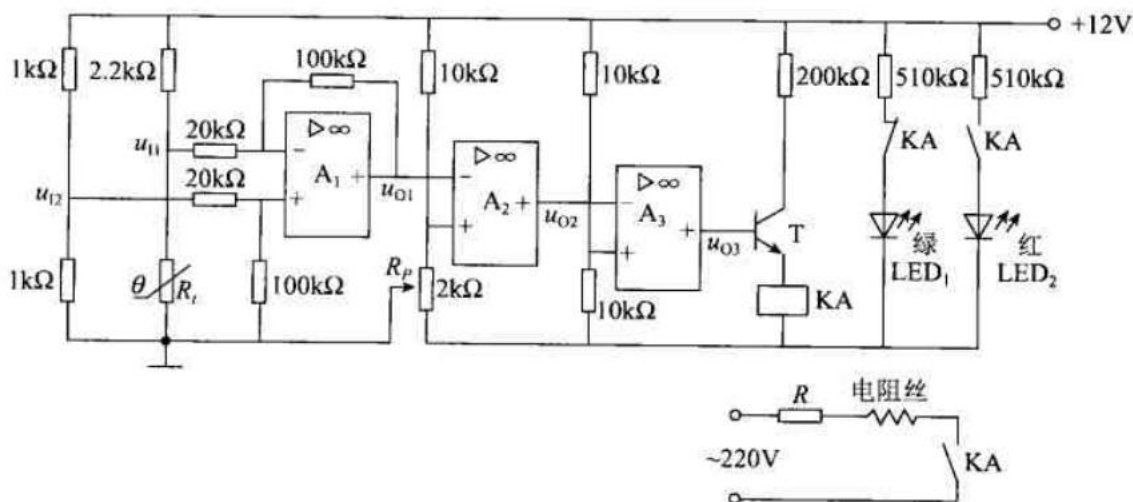 +12V
1kΩ
2.2kΩ
100kΩ
10kΩ
10kΩ
200kΩ
510kΩ
510kΩ
20kΩ
▷∞
KA
KA
u_I1
−
A₁
+
+
u_I2
20kΩ
u_O1
▷∞
−
A₂
+
+
u_O2
▷∞
−
A₃
+
+
u_O3
T
绿
LED₁
红
LED₂
1kΩ
θ
R_t
100kΩ
R_P
2kΩ
10kΩ
KA
R
电阻丝
~220V
KA